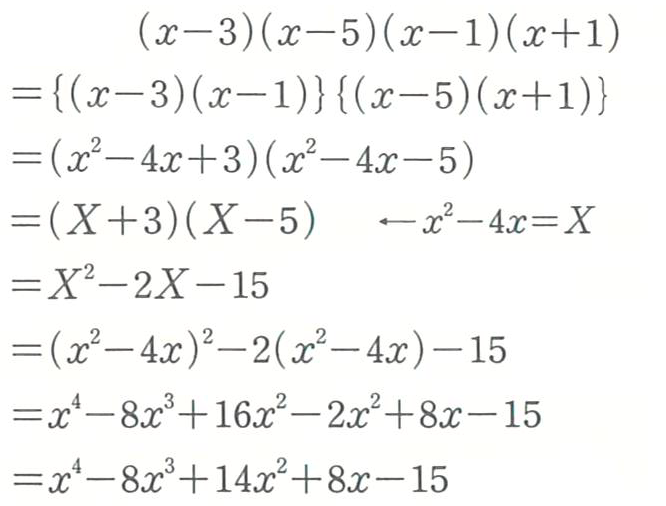 (x−3)(x−5)(x−1)(x+1)
={(x−3)(x−1)}{(x−5)(x+1)}
=(x²−4x+3)(x²−4x−5)
=(X+3)(X−5) ←x²−4x=X
=X²−2X−15
=(x²−4x)²−2(x²−4x)−15
=x⁴−8x³+16x²−2x²+8x−15
=x⁴−8x³+14x²+8x−15